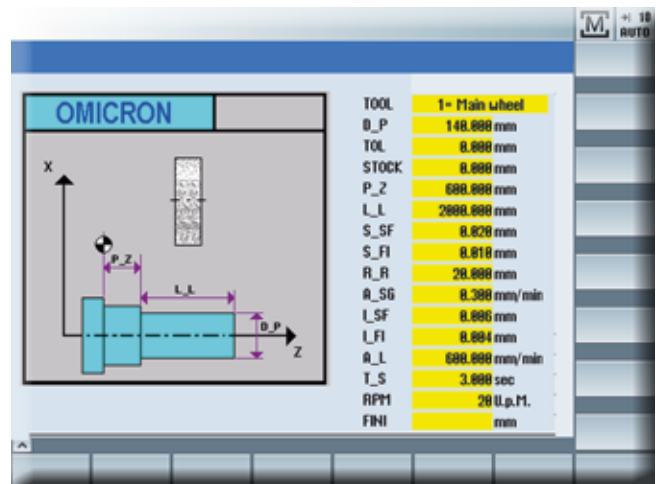 M
→| 10
AUTO
OMICRON
X
P_Z
L_L
D_P
Z
TOOL 1= Main wheel
D_P 140.000 mm
TOL 0.000 mm
STOCK 0.000 mm
P_Z 600.000 mm
L_L 2000.000 mm
S_SF 0.020 mm
S_FI 0.010 mm
R_R 20.000 mm
A_SG 0.300 mm/min
I_SF 0.006 mm
I_FI 0.004 mm
A_L 600.000 mm/min
T_S 3.000 sec
RPM 20 U.p.M.
FINI mm